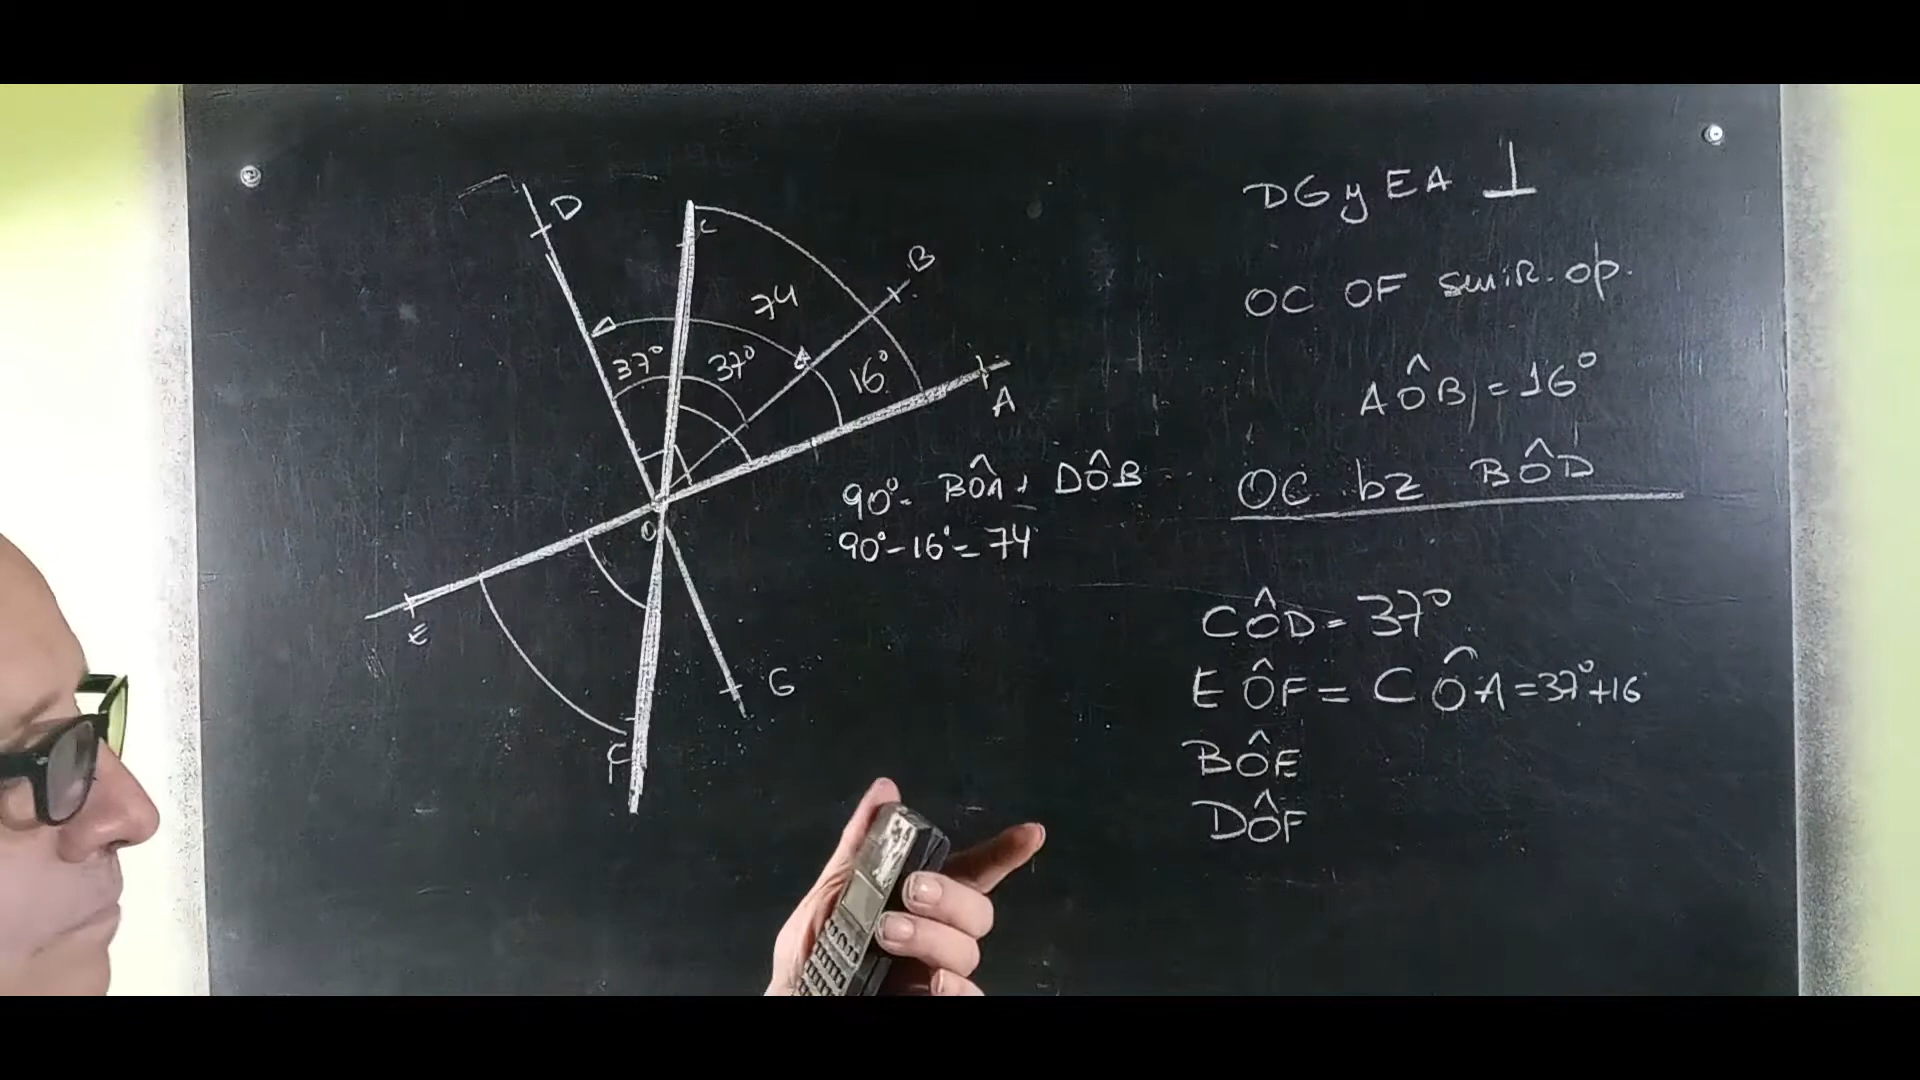 DG y EA ⊥
OC OF smiR. op.
AÔB = 16°
OC bz BÔD
D
C
B
A
74
37°
37°
16°
O
E
F
G
90° = BÔA + DÔB
90° - 16° = 74
CÔD = 37°
EÔF = CÔA = 37° + 16
BÔE
DÔF